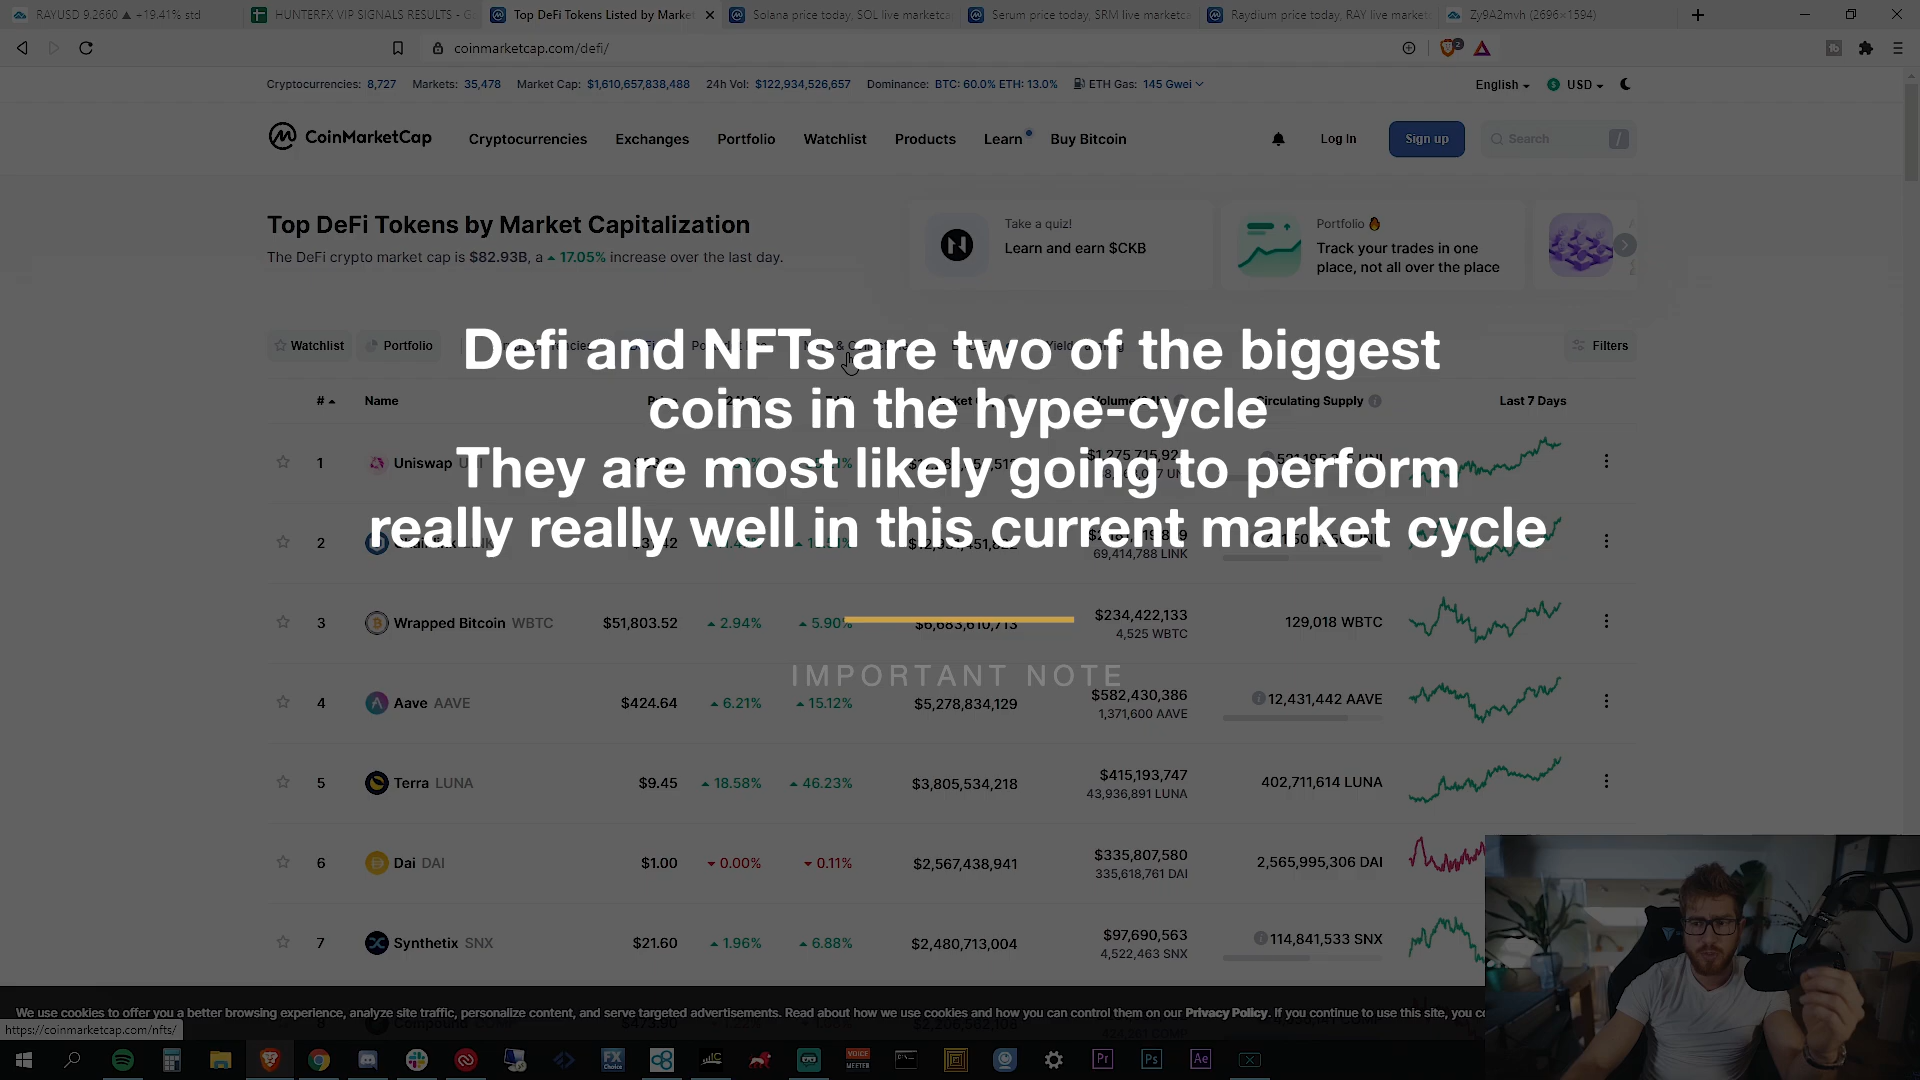 RAYUSD 9.2660 ▲ +19.41% std
HUNTERFX VIP SIGNALS RESULTS - G
Top DeFi Tokens Listed by Market
Solana price today, SOL live marketca
Serum price today, SRM live marketca
Raydium price today, RAY live market
Zy9A2mvh (2696×1594)
coinmarketcap.com/defi/
2
Cryptocurrencies: 8,727 Markets: 35,478 Market Cap: $1,610,657,838,488 24h Vol: $122,934,526,657 Dominance: BTC: 60.0% ETH: 13.0% ETH Gas: 145 Gwei
English USD
CoinMarketCap Cryptocurrencies Exchanges Portfolio Watchlist Products Learn Buy Bitcoin Log In Sign up Search /
Top DeFi Tokens by Market Capitalization
The DeFi crypto market cap is $82.93B, a 17.05% increase over the last day.
Take a quiz!
Learn and earn $CKB
Portfolio
Track your trades in one
place, not all over the place
Watchlist Portfolio Filters
Defi and NFTs are two of the biggest
coins in the hype-cycle
They are most likely going to perform
really really well in this current market cycle
IMPORTANT NOTE
# Name Circulating Supply Last 7 Days
1 Uniswap
2
69,414,788 LINK
3 Wrapped Bitcoin WBTC $51,803.52 2.94% 5.90% $6,683,610,713 $234,422,133 129,018 WBTC
4,525 WBTC
4 Aave AAVE $424.64 6.21% 15.12% $5,278,834,129 $582,430,386 12,431,442 AAVE
1,371,600 AAVE
5 Terra LUNA $9.45 18.58% 46.23% $3,805,534,218 $415,193,747 402,711,614 LUNA
43,936,891 LUNA
6 Dai DAI $1.00 0.00% 0.11% $2,567,438,941 $335,807,580 2,565,995,306 DAI
335,618,761 DAI
7 Synthetix SNX $21.60 1.96% 6.88% $2,480,713,004 $97,690,563 114,841,533 SNX
4,522,463 SNX
We use cookies to offer you a better browsing experience, analyze site traffic, personalize content, and serve targeted advertisements. Read about how we use cookies and how you can control them on our Privacy Policy. If you continue to use this site, you c
https://coinmarketcap.com/nfts/
FX
Choice
VOICE
MEETER
Pr
Ps
Ae